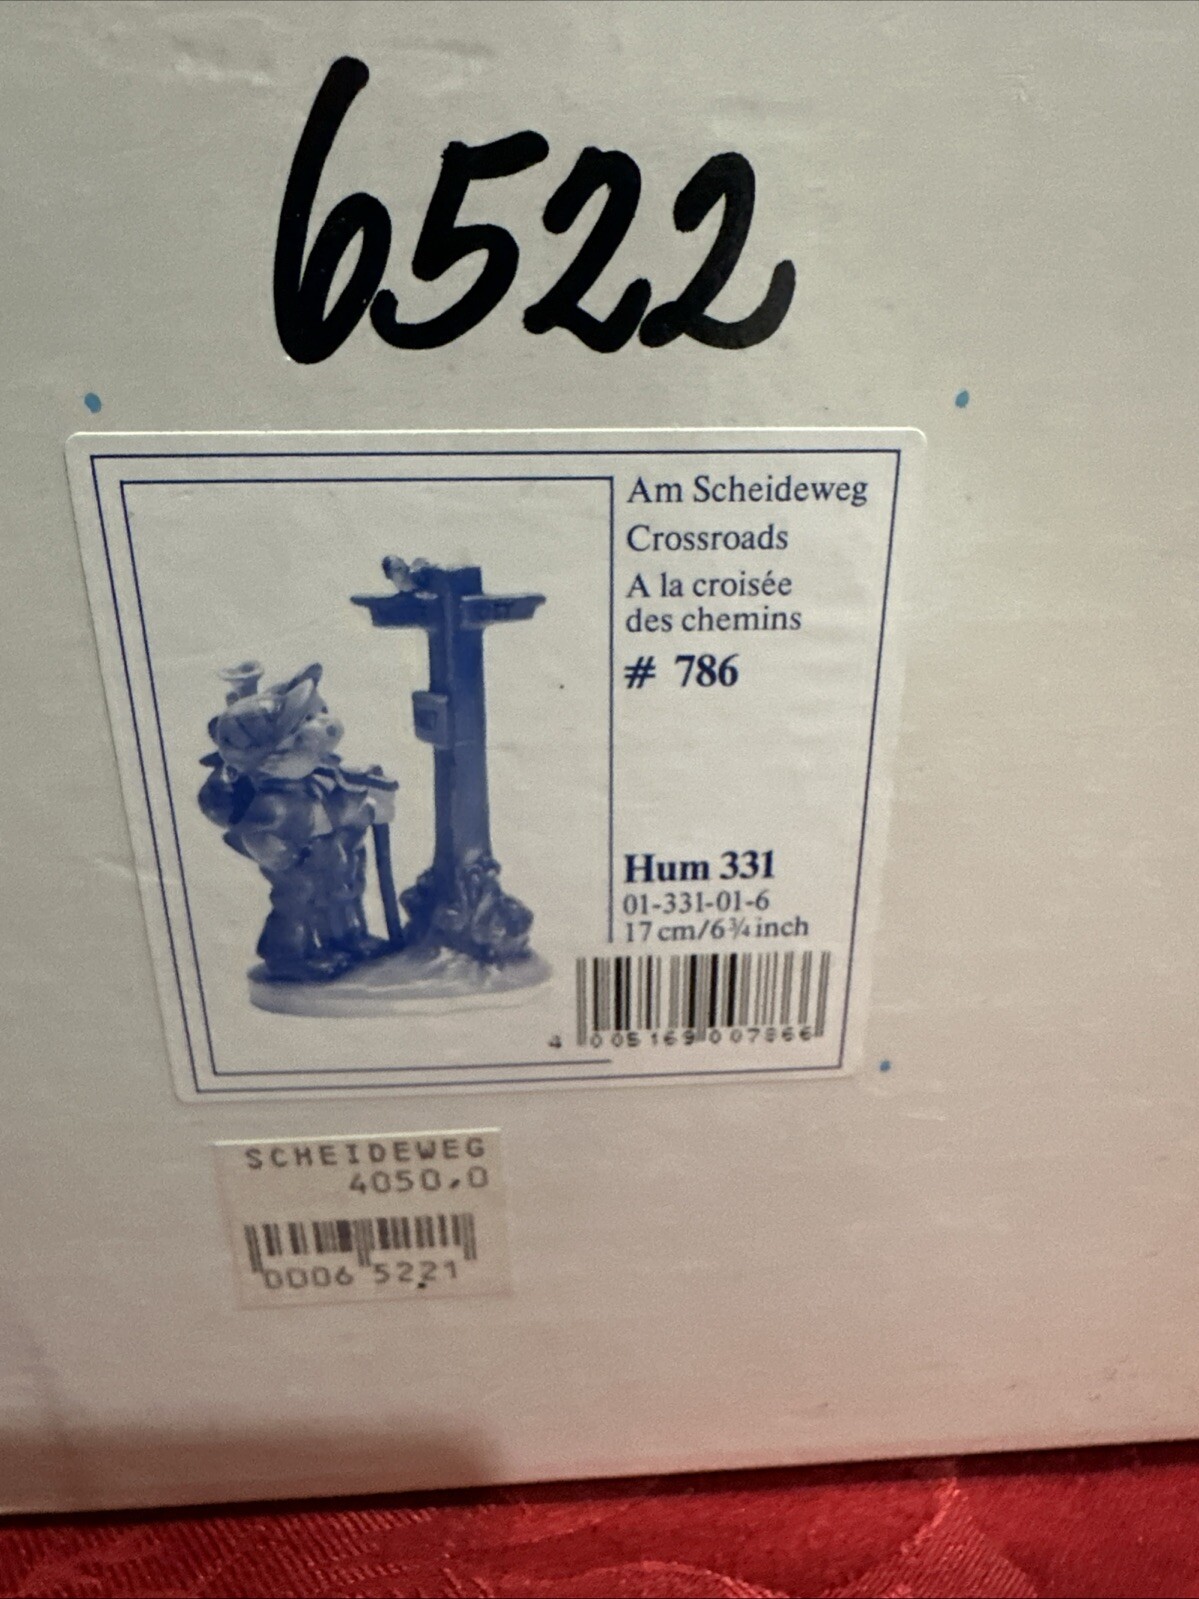 6522
Am Scheideweg
Crossroads
A la croisée
des chemins
# 786
Hum 331
01-331-01-6
17 cm/6¾ inch
4 005169 007866
SCHEIDEWEG
4050,0
0006 5221